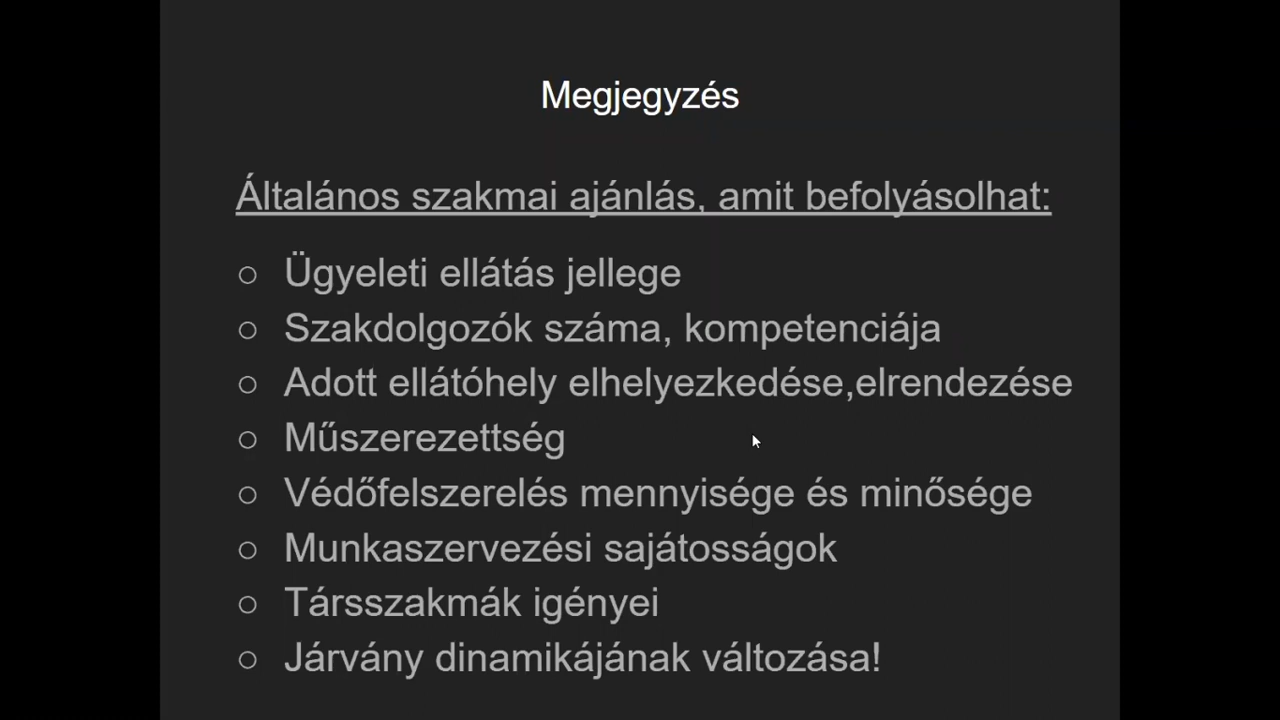 Megjegyzés
Általános szakmai ajánlás, amit befolyásolhat:
○ Ügyeleti ellátás jellege
○ Szakdolgozók száma, kompetenciája
○ Adott ellátóhely elhelyezkedése,elrendezése
○ Műszerezettség
○ Védőfelszerelés mennyisége és minősége
○ Munkaszervezési sajátosságok
○ Társszakmák igényei
○ Járvány dinamikájának változása!